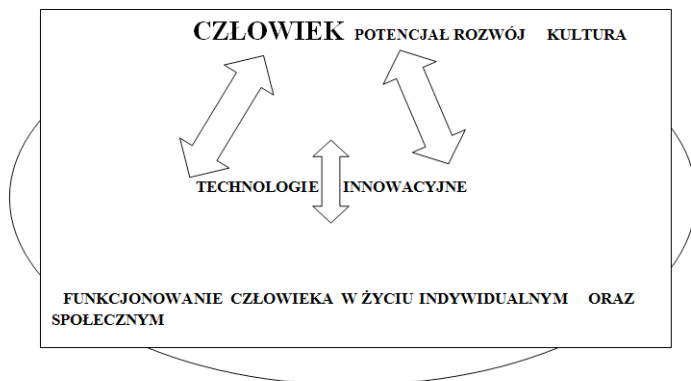 CZŁOWIEK POTENCJAŁ ROZWÓJ KULTURA
TECHNOLOGIE INNOWACYJNE
FUNKCJONOWANIE CZŁOWIEKA W ŻYCIU INDYWIDUALNYM ORAZ
SPOŁECZNYM